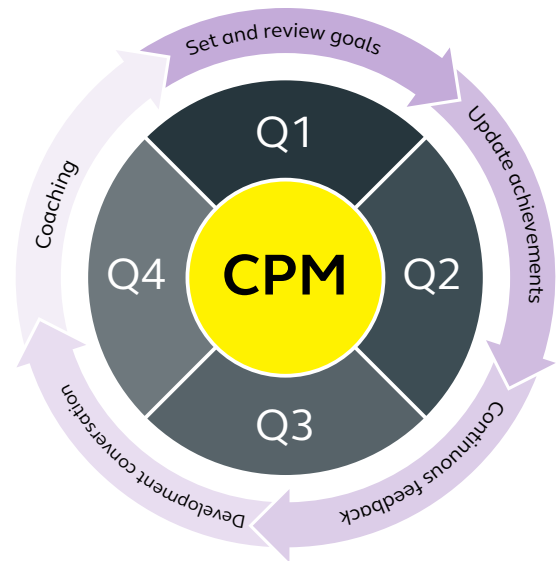 Set and review goals
Update achievements
Continuous feedback
Development conversation
Coaching
Q1
Q2
Q3
Q4
CPM